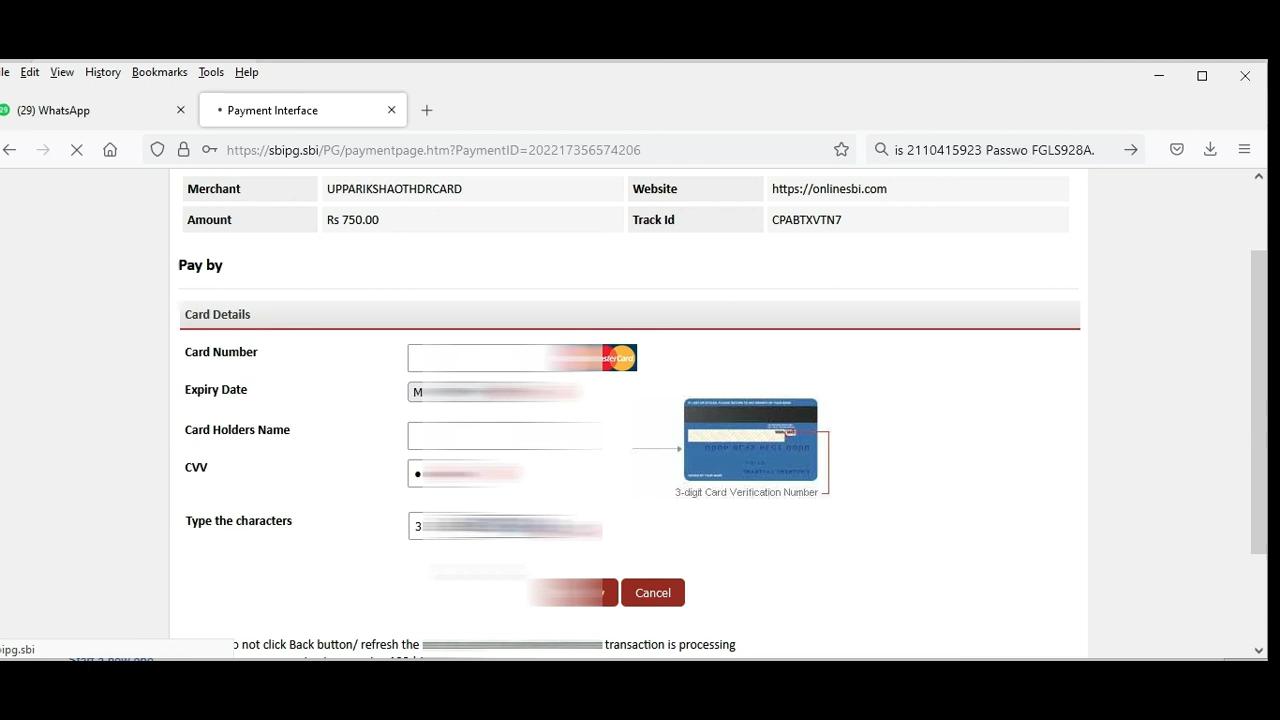 Edit View History Bookmarks Tools Help
(29) WhatsApp
Payment Interface
https://sbipg.sbi/PG/paymentpage.htm?PaymentID=202217356574206
is 2110415923 Passwo FGLS928A.
Merchant UPPARIKSHAOTHDRCARD Website https://onlinesbi.com
Amount Rs 750.00 Track Id CPABTXVTN7
Pay by
Card Details
Card Number
Expiry Date M
Card Holders Name
CVV
3-digit Card Verification Number
Type the characters 3
Cancel
not click Back button/ refresh the transaction is processing